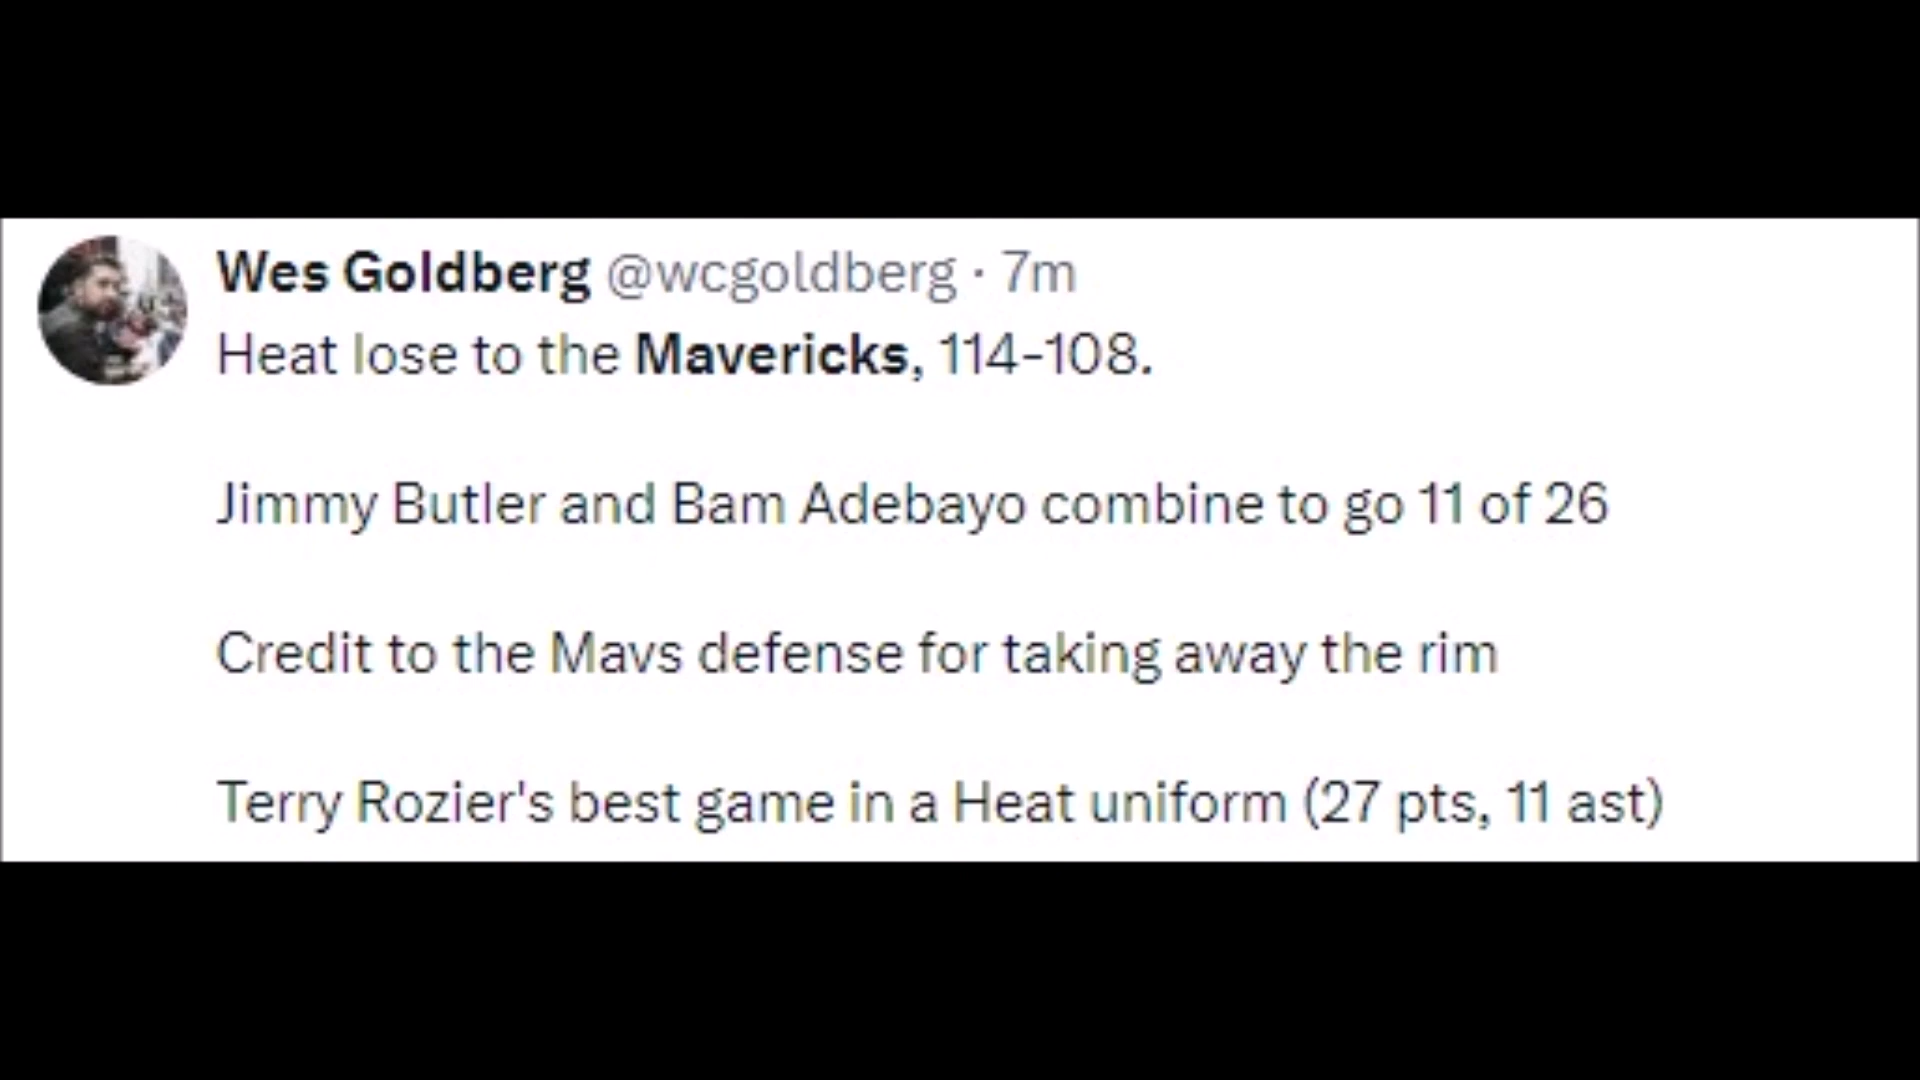 Wes Goldberg @wcgoldberg · 7m
Heat lose to the Mavericks, 114-108.
Jimmy Butler and Bam Adebayo combine to go 11 of 26
Credit to the Mavs defense for taking away the rim
Terry Rozier's best game in a Heat uniform (27 pts, 11 ast)